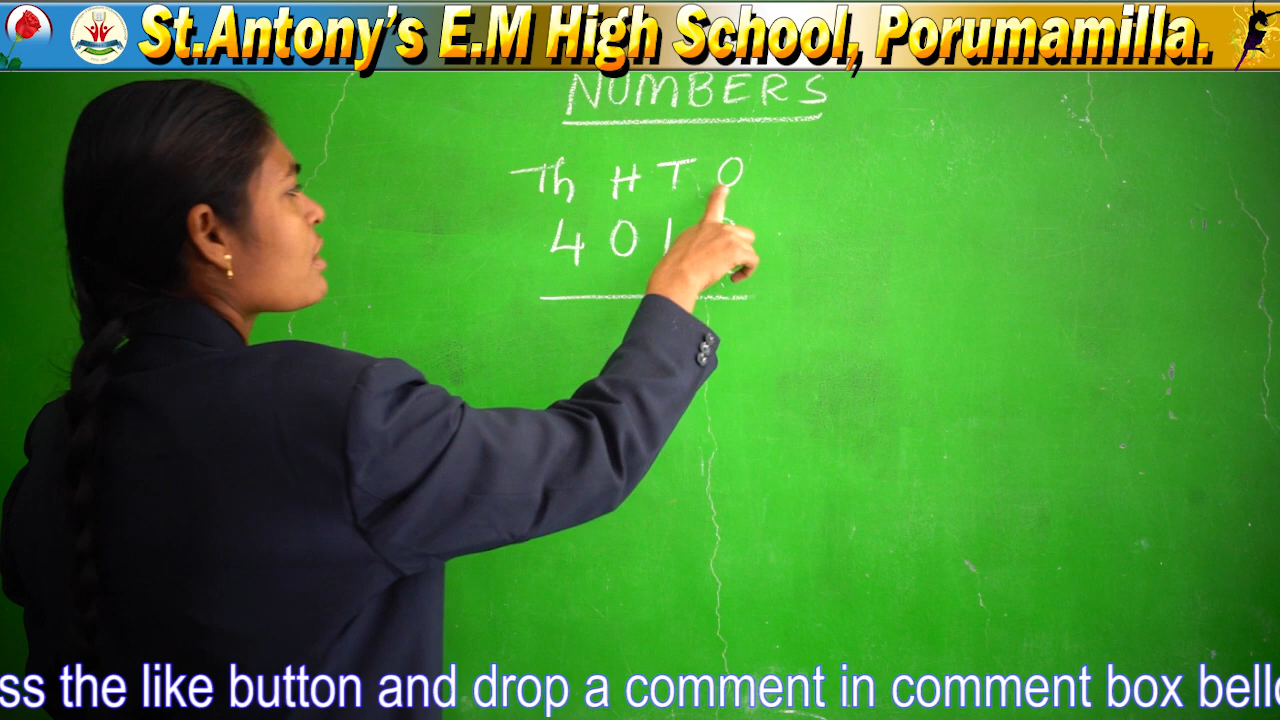 St.Antony's E.M High School, Porumamilla.
NUMBERS
Th H T O
4 0 1
ss the like button and drop a comment in comment box bell